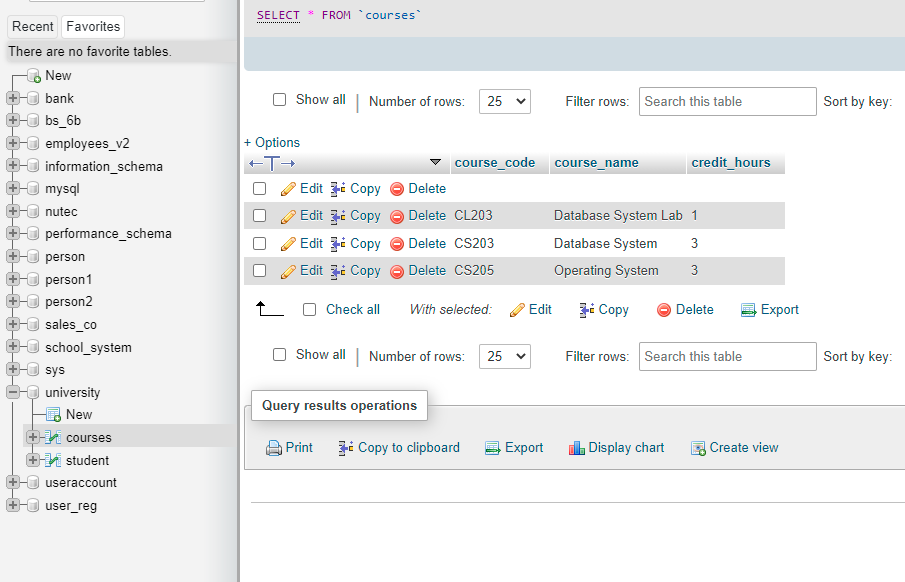 Recent Favorites
There are no favorite tables.
New
bank
bs_6b
employees_v2
information_schema
mysql
nutec
performance_schema
person
person1
person2
sales_co
school_system
sys
university
New
courses
student
useraccount
user_reg
SELECT * FROM `courses`
Show all | Number of rows: 25 Filter rows: Search this table Sort by key:
+ Options
←T→ course_code course_name credit_hours
Edit Copy Delete
Edit Copy Delete CL203 Database System Lab 1
Edit Copy Delete CS203 Database System 3
Edit Copy Delete CS205 Operating System 3
Check all With selected: Edit Copy Delete Export
Show all | Number of rows: 25 Filter rows: Search this table Sort by key:
Query results operations
Print Copy to clipboard Export Display chart Create view